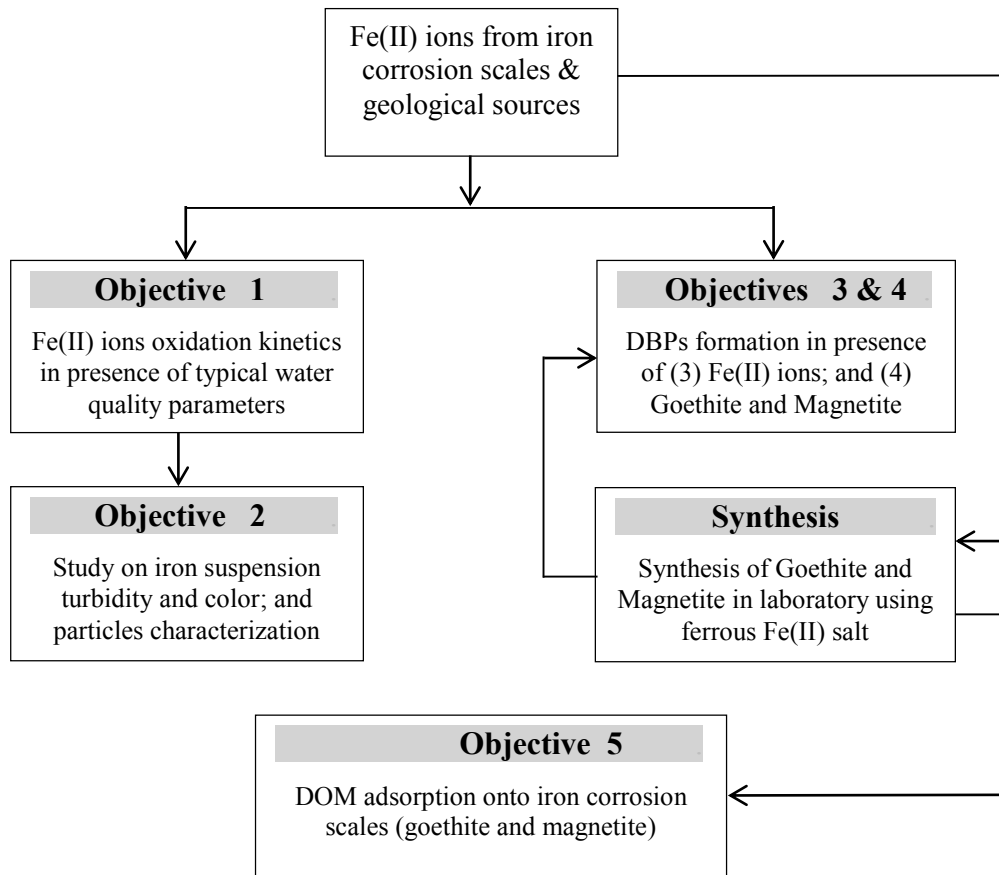 Fe(II) ions from iron
corrosion scales &
geological sources
Objective 1
Fe(II) ions oxidation kinetics
in presence of typical water
quality parameters
Objectives 3 & 4
DBPs formation in presence
of (3) Fe(II) ions; and (4)
Goethite and Magnetite
Objective 2
Study on iron suspension
turbidity and color; and
particles characterization
Synthesis
Synthesis of Goethite and
Magnetite in laboratory using
ferrous Fe(II) salt
Objective 5
DOM adsorption onto iron corrosion
scales (goethite and magnetite)